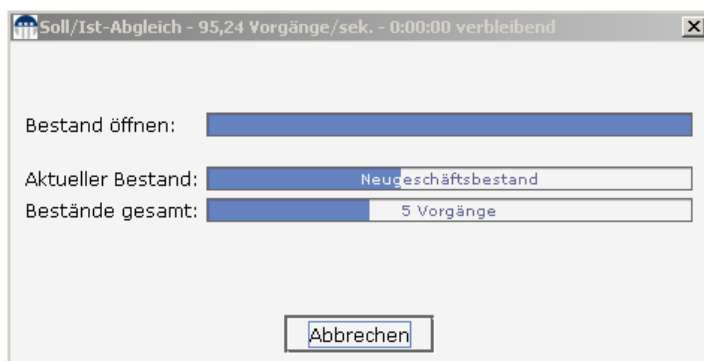 Soll/Ist-Abgleich - 95,24 Vorgänge/sek. - 0:00:00 verbleibend
Bestand öffnen:
Aktueller Bestand: Neugeschäftsbestand
Bestände gesamt: 5 Vorgänge
Abbrechen